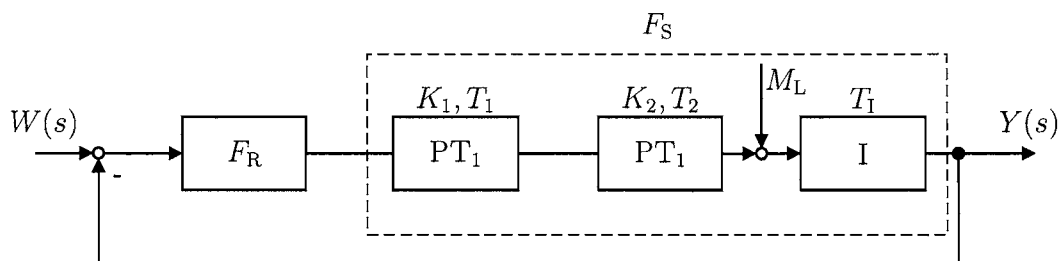 F_S
M_L
K_1, T_1
K_2, T_2
T_I
W(s)
Y(s)
F_R
PT_1
PT_1
I
-